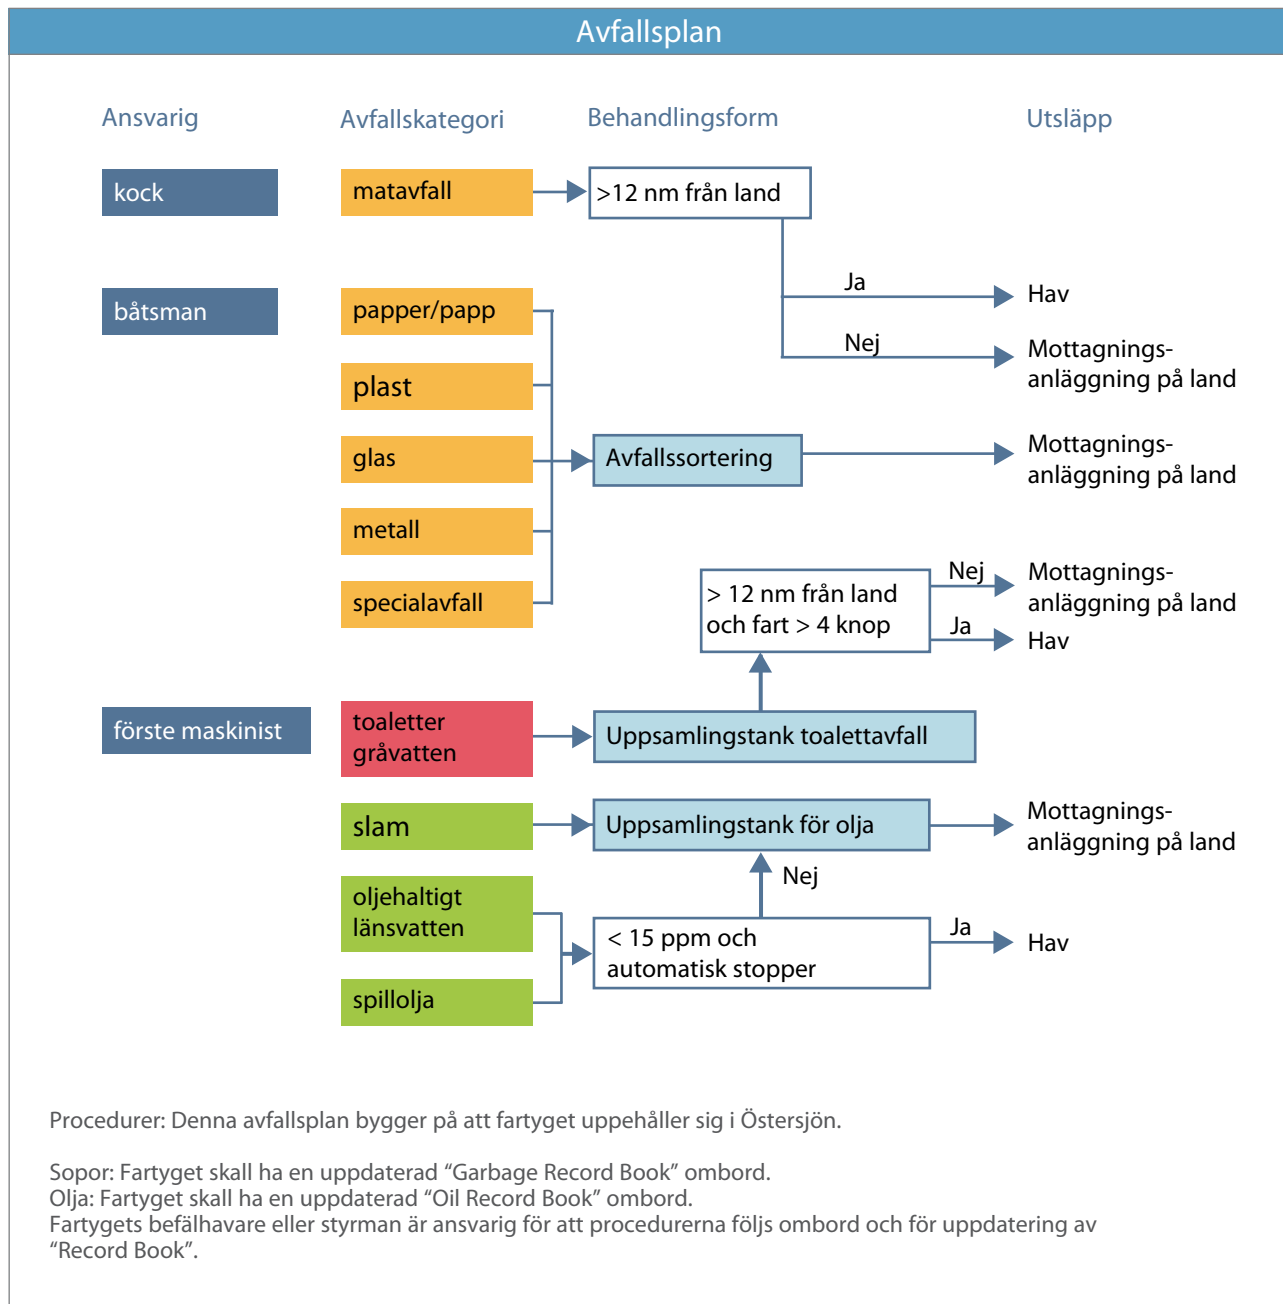 Avfallsplan
Ansvarig
Avfallskategori
Behandlingsform
Utsläpp
kock
matavfall
>12 nm från land
Ja
Hav
Nej
Mottagnings-
anläggning på land
båtsman
papper/papp
plast
glas
metall
specialavfall
Avfallssortering
Mottagnings-
anläggning på land
> 12 nm från land
och fart > 4 knop
Nej
Mottagnings-
anläggning på land
Ja
Hav
förste maskinist
toaletter
gråvatten
Uppsamlingstank toalettavfall
slam
Uppsamlingstank för olja
Mottagnings-
anläggning på land
Nej
oljehaltigt
länsvatten
spillolja
< 15 ppm och
automatisk stopper
Ja
Hav
Procedurer: Denna avfallsplan bygger på att fartyget uppehåller sig i Östersjön.
Sopor: Fartyget skall ha en uppdaterad “Garbage Record Book” ombord.
Olja: Fartyget skall ha en uppdaterad “Oil Record Book” ombord.
Fartygets befälhavare eller styrman är ansvarig för att procedurerna följs ombord och för uppdatering av
“Record Book”.